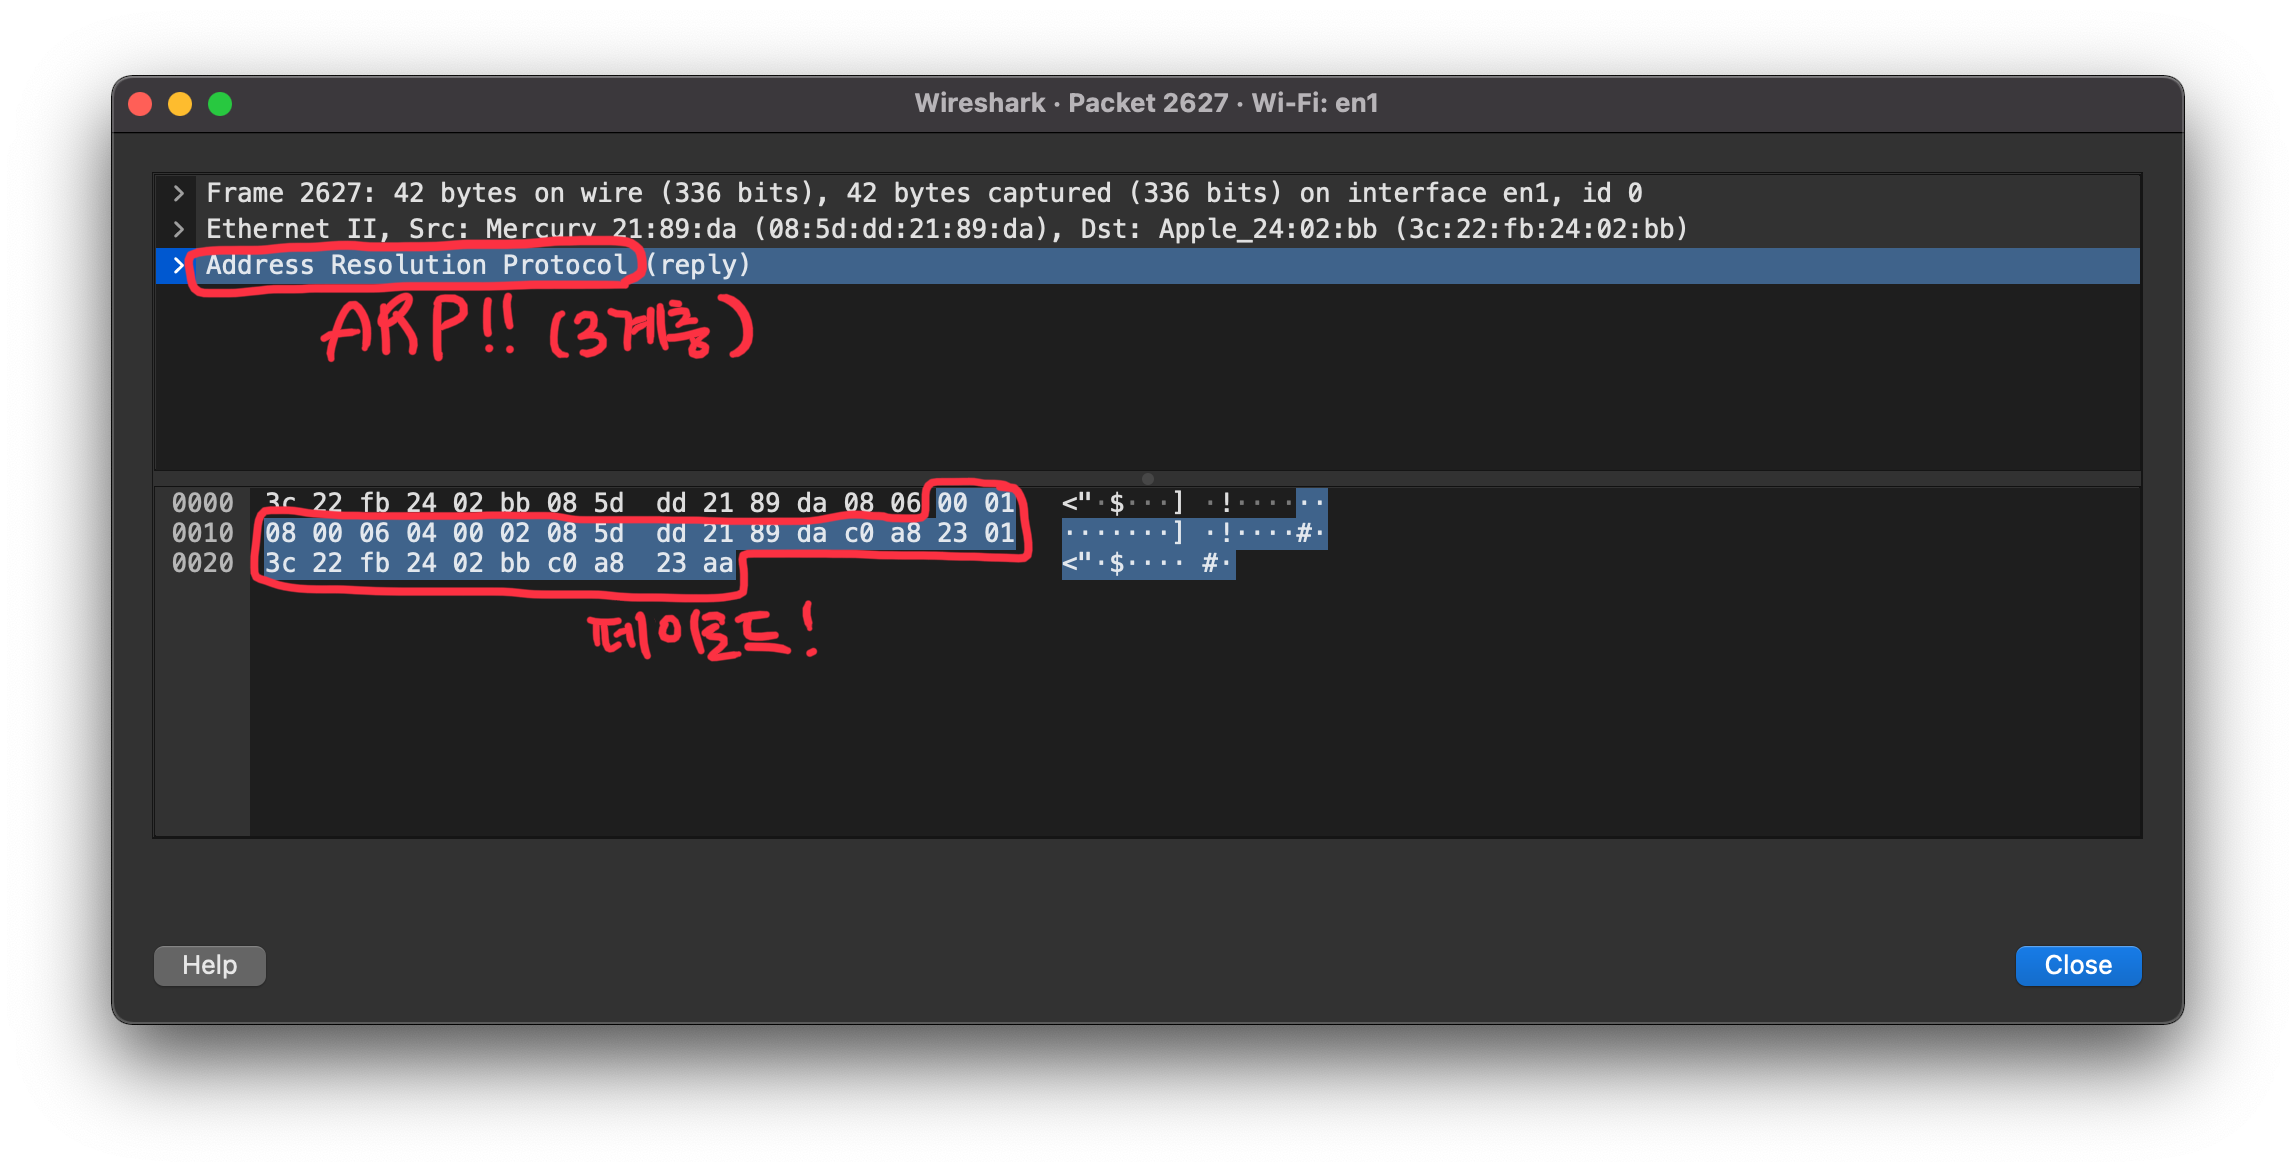 Wireshark · Packet 2627 · Wi-Fi: en1
Frame 2627: 42 bytes on wire (336 bits), 42 bytes captured (336 bits) on interface en1, id 0
Ethernet II, Src: Mercury_21:89:da (08:5d:dd:21:89:da), Dst: Apple_24:02:bb (3c:22:fb:24:02:bb)
Address Resolution Protocol (reply)
ARP!! (3계층)
0000 3c 22 fb 24 02 bb 08 5d dd 21 89 da 08 06 00 01 <"·$···] ·!······
0010 08 00 06 04 00 02 08 5d dd 21 89 da c0 a8 23 01 ·······] ·!····#·
0020 3c 22 fb 24 02 bb c0 a8 23 aa <"·$···· #·
페이로드!
Help
Close